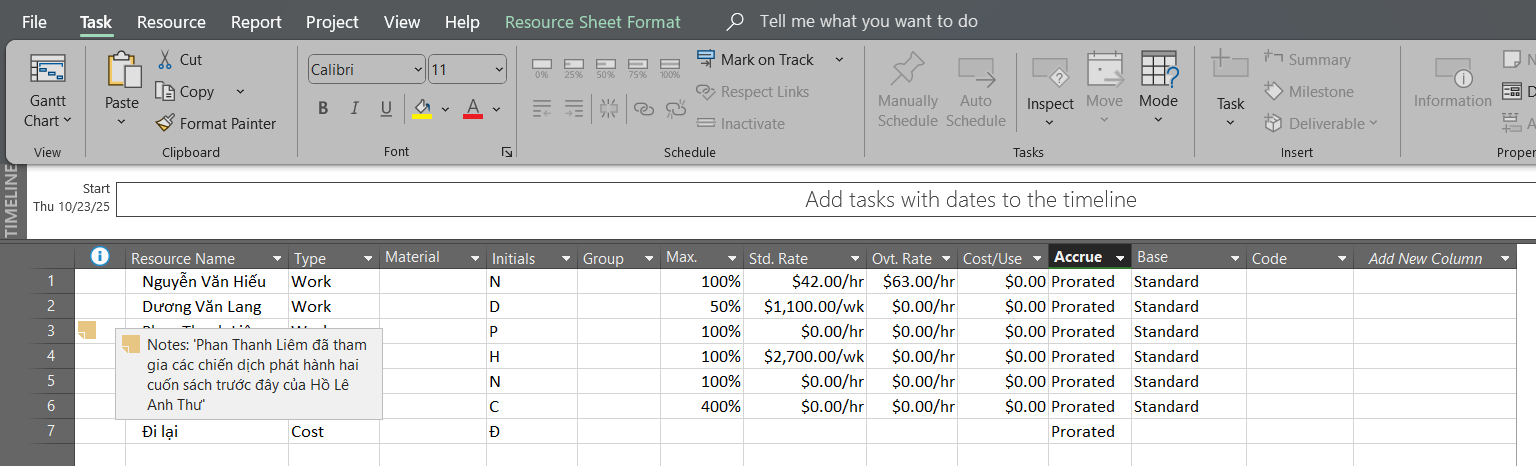 File Task Resource Report Project View Help Resource Sheet Format Tell me what you want to do
Gantt Chart
View
Paste
Cut
Copy
Format Painter
Clipboard
Calibri 11
B I U A
Font
0% 25% 50% 75% 100%
Mark on Track
Respect Links
Inactivate
Schedule
Manually Schedule
Auto Schedule
Inspect
Move
Mode
Tasks
Task
Summary
Milestone
Deliverable
Insert
Information
TIMELINE
Start
Thu 10/23/25
Add tasks with dates to the timeline
Resource Name Type Material Initials Group Max. Std. Rate Ovt. Rate Cost/Use Accrue Base Code Add New Column
1 Nguyễn Văn Hiếu Work N 100% $42.00/hr $63.00/hr $0.00 Prorated Standard
2 Dương Văn Lang Work D 50% $1,100.00/wk $0.00/hr $0.00 Prorated Standard
3 P 100% $0.00/hr $0.00/hr $0.00 Prorated Standard
4 H 100% $2,700.00/wk $0.00/hr $0.00 Prorated Standard
5 N 100% $0.00/hr $0.00/hr $0.00 Prorated Standard
6 C 400% $0.00/hr $0.00/hr $0.00 Prorated Standard
7 Đi lại Cost Đ Prorated
Notes: 'Phan Thanh Liêm đã tham
gia các chiến dịch phát hành hai
cuốn sách trước đây của Hồ Lê
Anh Thư'